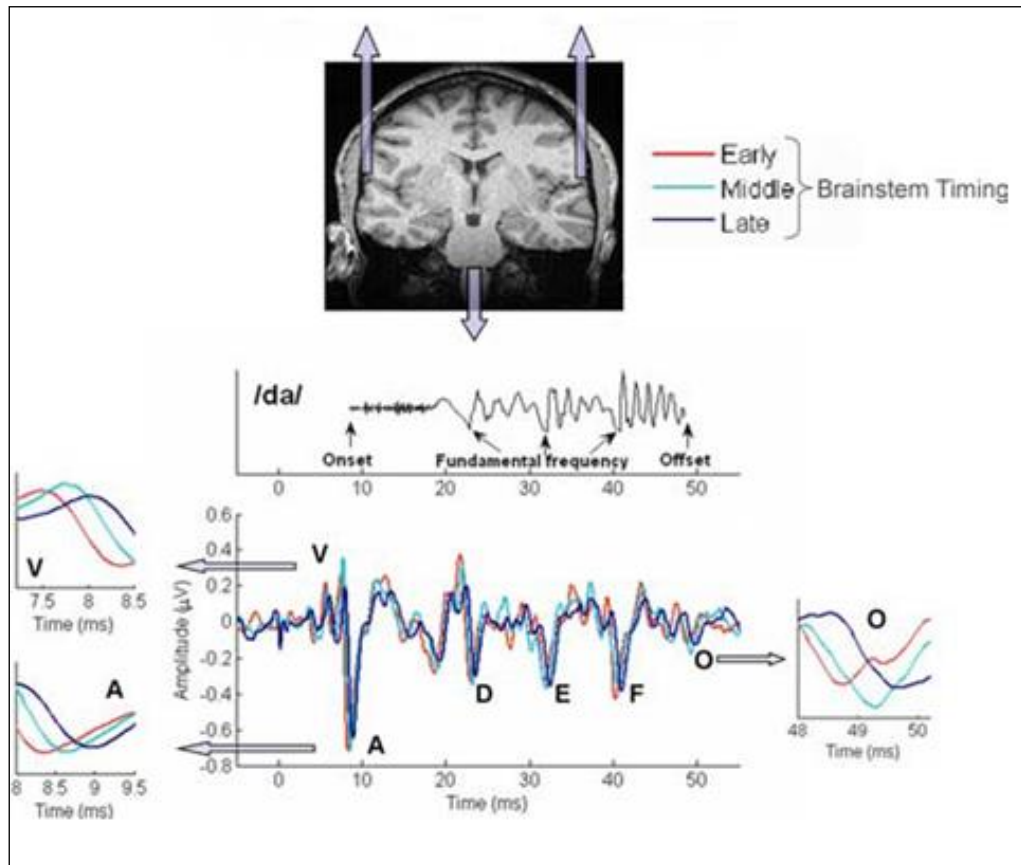 Early
Middle
Late
Brainstem Timing
/da/
Onset
Fundamental frequency
Offset
0 10 20 30 40 50
V
7.5 8 8.5
Time (ms)
A
8 8.5 9 9.5
Time (ms)
Amplitude (µV)
0.6
0.4
0.2
0
-0.2
-0.4
-0.6
-0.8
V
A
D
E
F
O
0 10 20 30 40 50
Time (ms)
O
48 49 50
Time (ms)